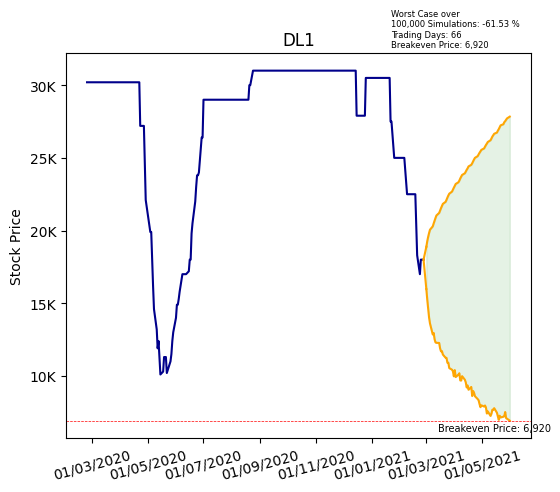 Worst Case over
100,000 Simulations: -61.53 %
Trading Days: 66
Breakeven Price: 6,920
DL1
30K
25K
20K
15K
10K
Stock Price
Breakeven Price: 6,920
01/03/2020 01/05/2020 01/07/2020 01/09/2020 01/11/2020 01/01/2021 01/03/2021 01/05/2021